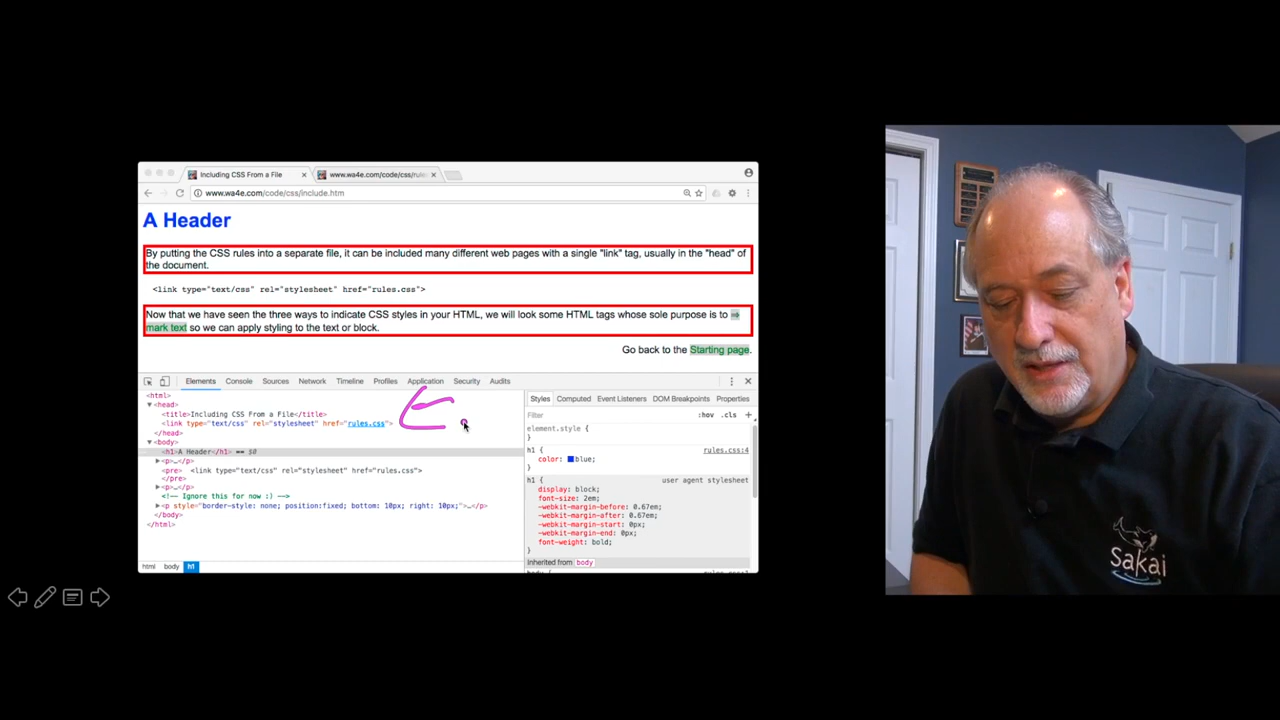 Including CSS From a File
www.wa4e.com/code/css/rule
www.wa4e.com/code/css/include.htm
A Header
By putting the CSS rules into a separate file, it can be included many different web pages with a single "link" tag, usually in the "head" of
the document.
<link type="text/css" rel="stylesheet" href="rules.css">
Now that we have seen the three ways to indicate CSS styles in your HTML, we will look some HTML tags whose sole purpose is to ⇒
mark text so we can apply styling to the text or block.
Go back to the Starting page.
Elements Console Sources Network Timeline Profiles Application Security Audits
<html>
▼<head>
<title>Including CSS From a File</title>
<link type="text/css" rel="stylesheet" href="rules.css">
</head>
▼<body>
<h1>A Header</h1> == $0
▶<p>…</p>
<pre> <link type="text/css" rel="stylesheet" href="rules.css">
</pre>
▶<p>…</p>
<!-- Ignore this for now :) -->
▶<p style="border-style: none; position:fixed; bottom: 10px; right: 10px;">…</p>
</body>
</html>
html body h1
Styles Computed Event Listeners DOM Breakpoints Properties
Filter :hov .cls +
element.style {
}
h1 { rules.css:4
color: blue;
}
h1 { user agent stylesheet
display: block;
font-size: 2em;
-webkit-margin-before: 0.67em;
-webkit-margin-after: 0.67em;
-webkit-margin-start: 0px;
-webkit-margin-end: 0px;
font-weight: bold;
}
Inherited from body
sakai